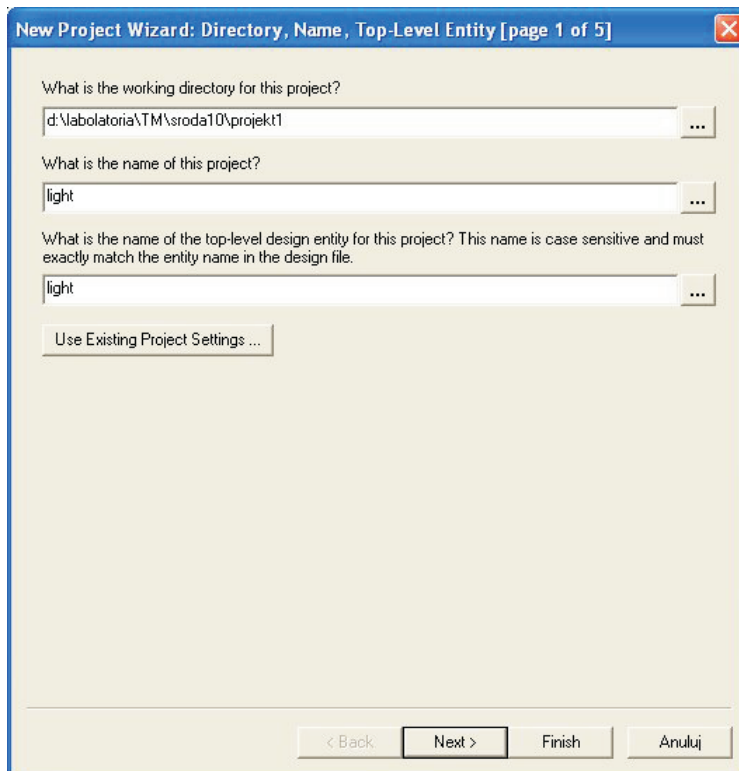 New Project Wizard: Directory, Name, Top-Level Entity [page 1 of 5]
What is the working directory for this project?
d:\labolatoria\TM\sroda10\projekt1
...
What is the name of this project?
light
...
What is the name of the top-level design entity for this project? This name is case sensitive and must
exactly match the entity name in the design file.
light
...
Use Existing Project Settings ...
< Back
Next >
Finish
Anuluj